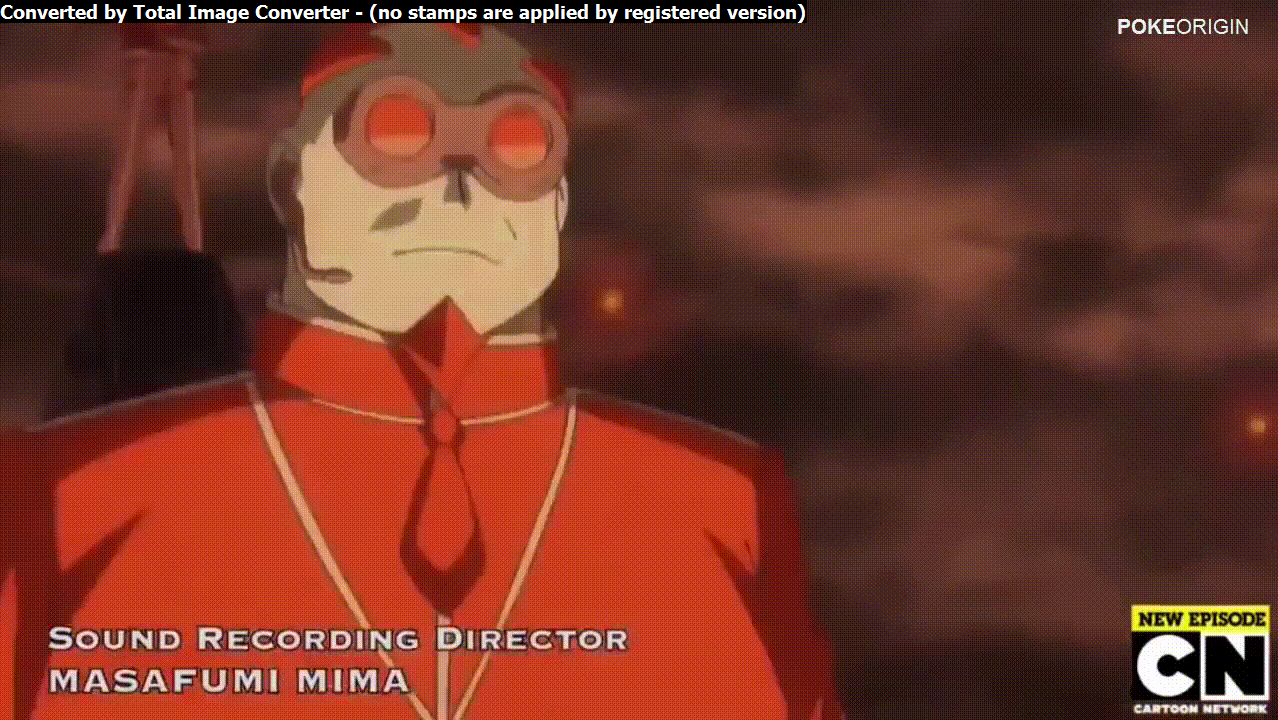 Converted by Total Image Converter - (no stamps are applied by registered version)
POKEORIGIN
SOUND RECORDING DIRECTOR
MASAFUMI MIMA
NEW EPISODE
CN
CARTOON NETWORK